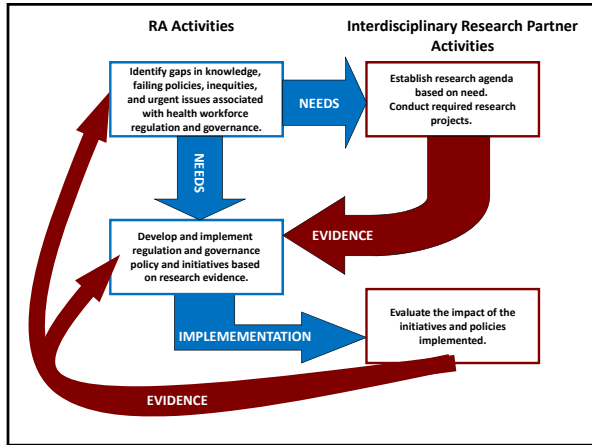 RA Activities
Interdisciplinary Research Partner
Activities
Identify gaps in knowledge,
failing policies, inequities,
and urgent issues associated
with health workforce
regulation and governance.
NEEDS
Establish research agenda
based on need.
Conduct required research
projects.
NEEDS
Develop and implement
regulation and governance
policy and initiatives based
on research evidence.
EVIDENCE
IMPLEMEMENTATION
Evaluate the impact of the
initiatives and policies
implemented.
EVIDENCE